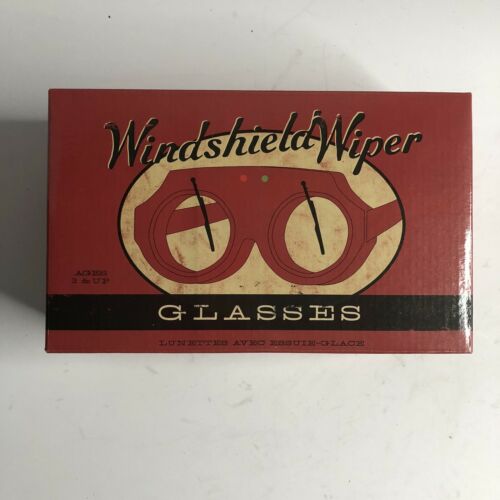 Windshield Wiper
AGES
3 & UP
GLASSES
LUNETTES AVEC ESSUIE-GLACE